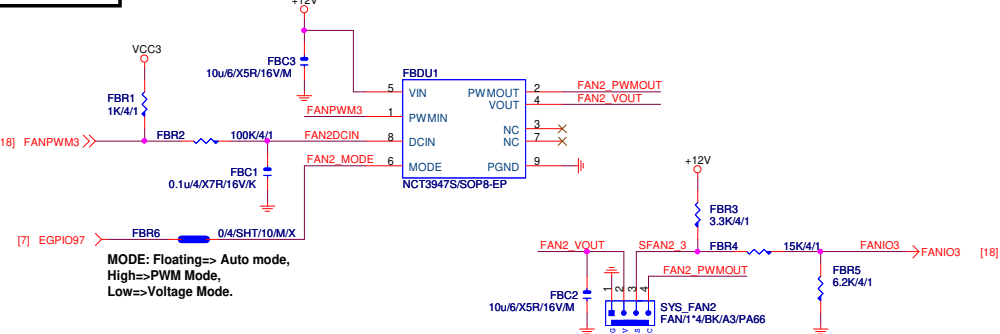 +12V
VCC3
FBC3
10u/6/X5R/16V/M
FBDU1
FBR1
1K/4/1
5 VIN
PWMOUT 2 FAN2_PWMOUT
VOUT 4 FAN2_VOUT
FANPWM3 1 PWMIN
NC 3
18] FANPWM3 FBR2 100K/4/1 FAN2DCIN 8 DCIN
NC 7
FAN2_MODE 6 MODE
PGND 9
FBC1
0.1u/4/X7R/16V/K
NCT3947S/SOP8-EP
+12V
FBR3
3.3K/4/1
[7] EGPIO97 FBR6 0/4/SHT/10/M/X
FAN2_VOUT SFAN2_3 FBR4 15K/4/1 FANIO3 FANIO3 [18]
MODE: Floating=> Auto mode,
High=>PWM Mode,
Low=>Voltage Mode.
FAN2_PWMOUT
FBR5
6.2K/4/1
1 2 3 4
FBC2
10u/6/X5R/16V/M
G V S C
SYS_FAN2
FAN/1*4/BK/A3/PA66